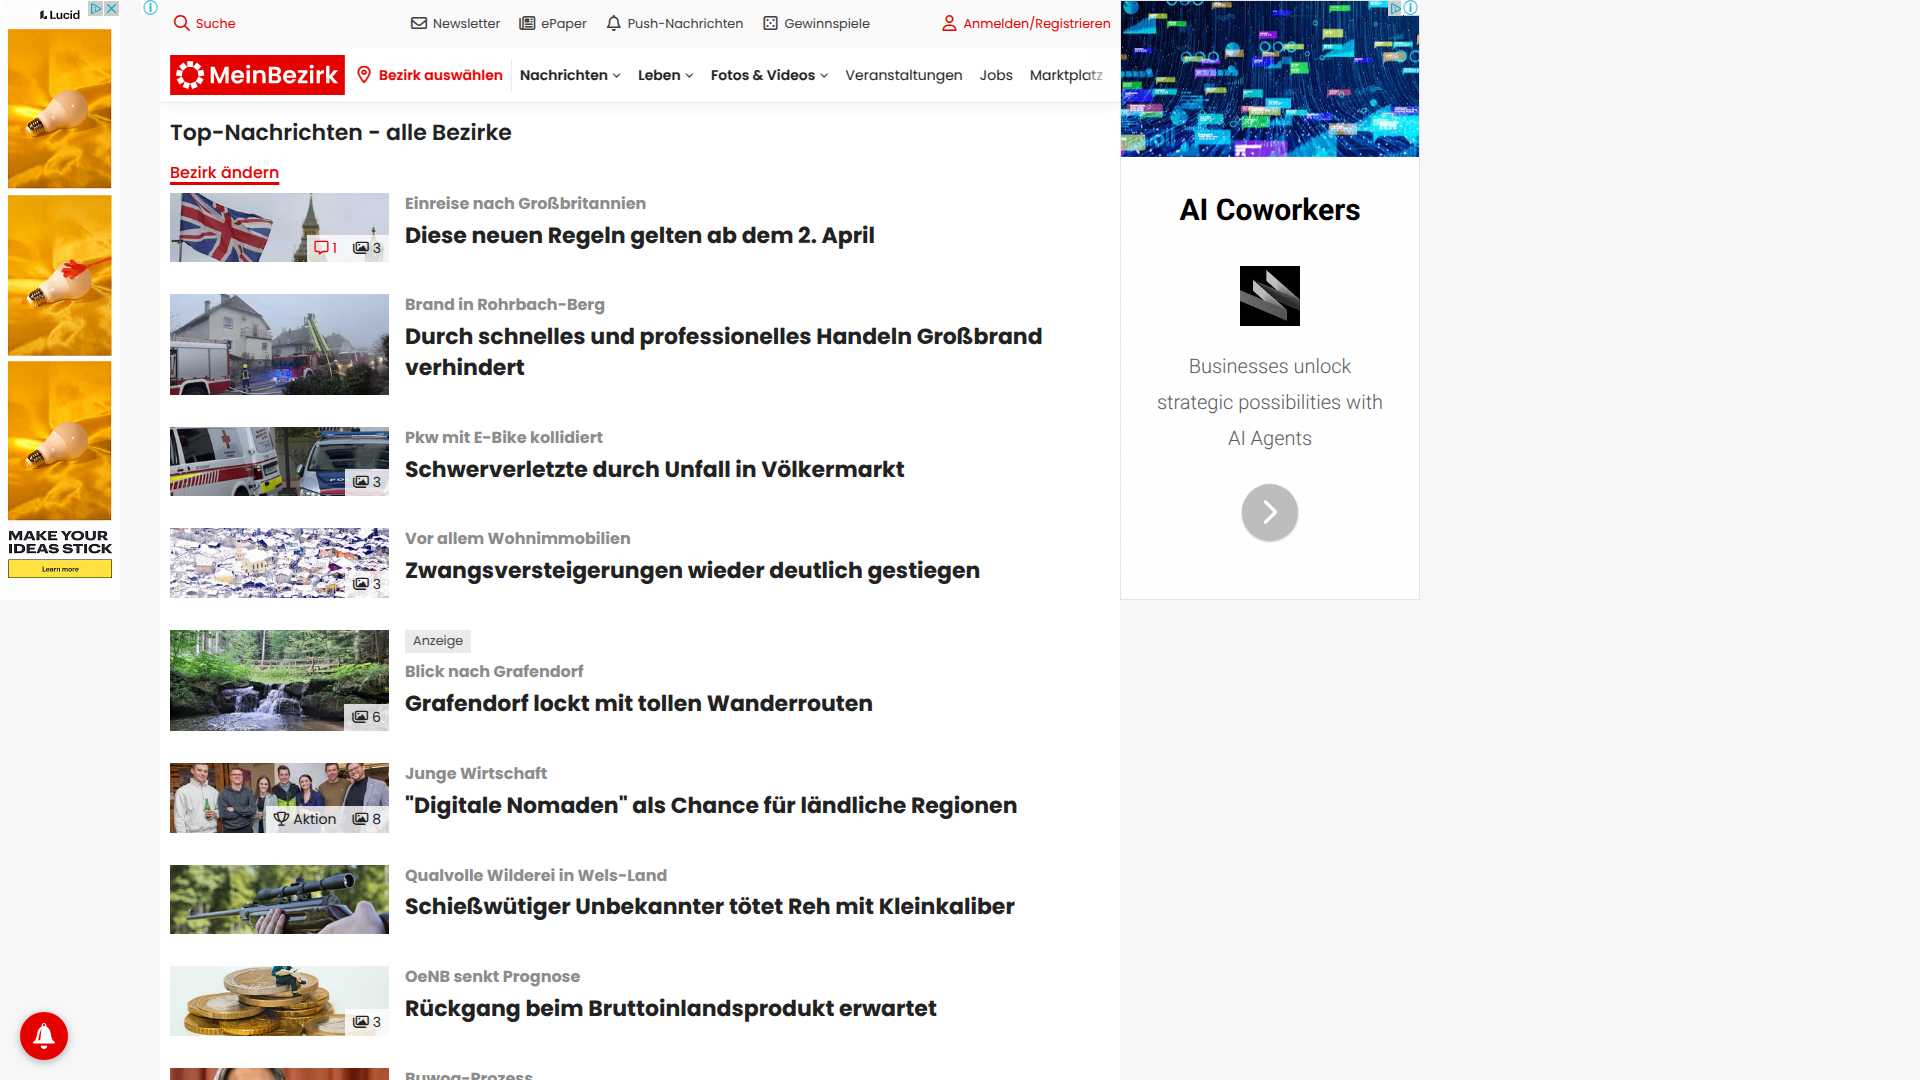 Lucid
MAKE YOUR
IDEAS STICK
Learn more
Suche
Newsletter
ePaper
Push-Nachrichten
Gewinnspiele
Anmelden/Registrieren
MeinBezirk
Bezirk auswählen
Nachrichten
Leben
Fotos & Videos
Veranstaltungen
Jobs
Marktplatz
Top-Nachrichten - alle Bezirke
Bezirk ändern
1
3
Einreise nach Großbritannien
Diese neuen Regeln gelten ab dem 2. April
Brand in Rohrbach-Berg
Durch schnelles und professionelles Handeln Großbrand
verhindert
3
Pkw mit E-Bike kollidiert
Schwerverletzte durch Unfall in Völkermarkt
3
Vor allem Wohnimmobilien
Zwangsversteigerungen wieder deutlich gestiegen
6
Anzeige
Blick nach Grafendorf
Grafendorf lockt mit tollen Wanderrouten
Aktion
8
Junge Wirtschaft
"Digitale Nomaden" als Chance für ländliche Regionen
Qualvolle Wilderei in Wels-Land
Schießwütiger Unbekannter tötet Reh mit Kleinkaliber
3
OeNB senkt Prognose
Rückgang beim Bruttoinlandsprodukt erwartet
Buwog-Prozess
AI Coworkers
Businesses unlock
strategic possibilities with
AI Agents